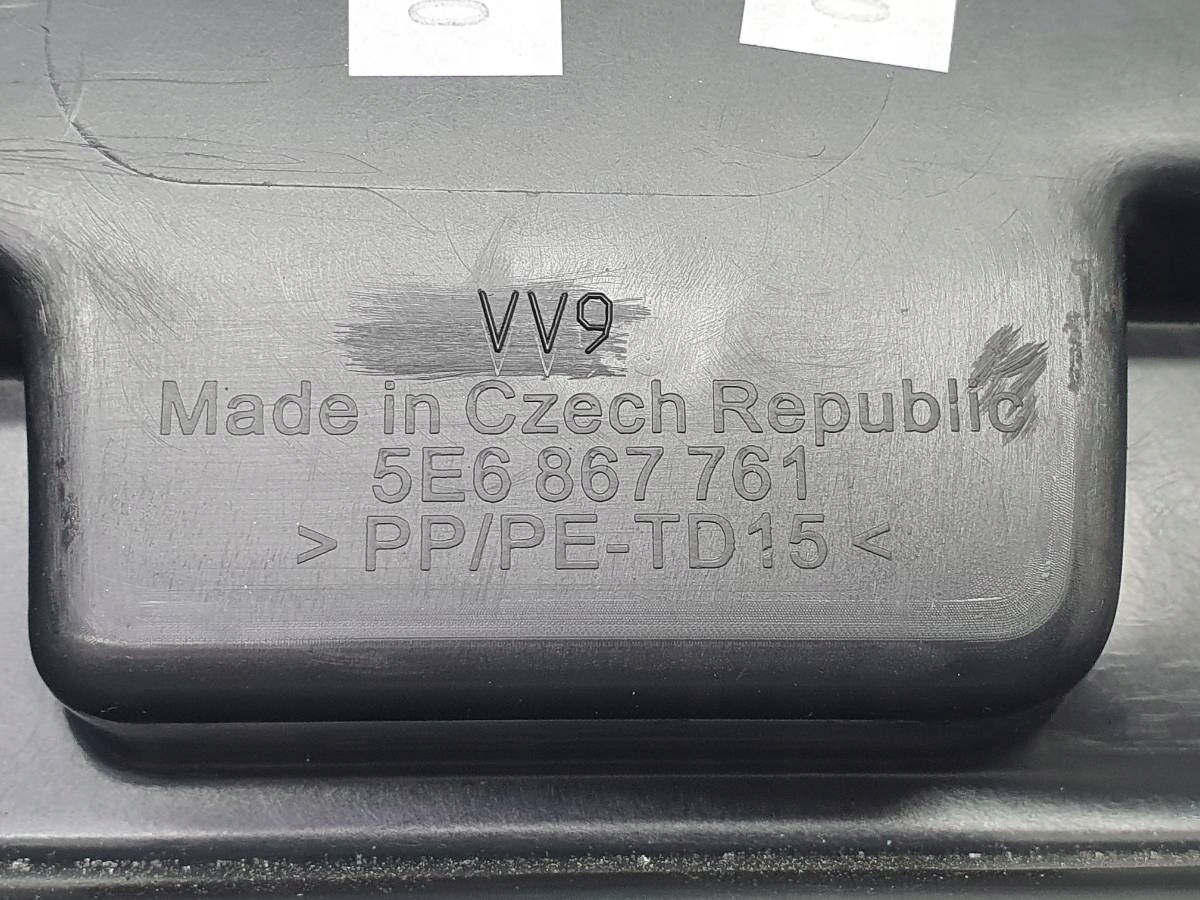 VV9
Made in Czech Republic
5E6 867 761
> PP/PE-TD15 <